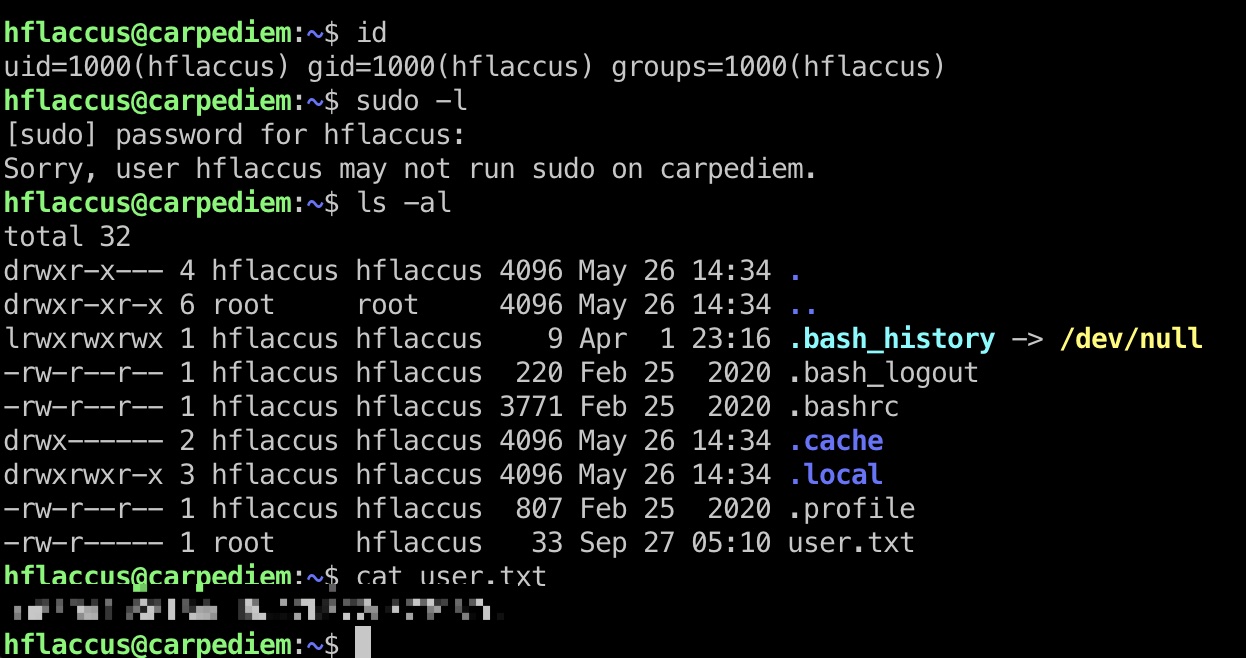 hflaccus@carpediem:~$ id
uid=1000(hflaccus) gid=1000(hflaccus) groups=1000(hflaccus)
hflaccus@carpediem:~$ sudo -l
[sudo] password for hflaccus:
Sorry, user hflaccus may not run sudo on carpediem.
hflaccus@carpediem:~$ ls -al
total 32
drwxr-x--- 4 hflaccus hflaccus 4096 May 26 14:34 .
drwxr-xr-x 6 root     root     4096 May 26 14:34 ..
lrwxrwxrwx 1 hflaccus hflaccus    9 Apr  1 23:16 .bash_history -> /dev/null
-rw-r--r-- 1 hflaccus hflaccus  220 Feb 25  2020 .bash_logout
-rw-r--r-- 1 hflaccus hflaccus 3771 Feb 25  2020 .bashrc
drwx------ 2 hflaccus hflaccus 4096 May 26 14:34 .cache
drwxrwxr-x 3 hflaccus hflaccus 4096 May 26 14:34 .local
-rw-r--r-- 1 hflaccus hflaccus  807 Feb 25  2020 .profile
-rw-r----- 1 root     hflaccus   33 Sep 27 05:10 user.txt
hflaccus@carpediem:~$ cat user.txt
hflaccus@carpediem:~$